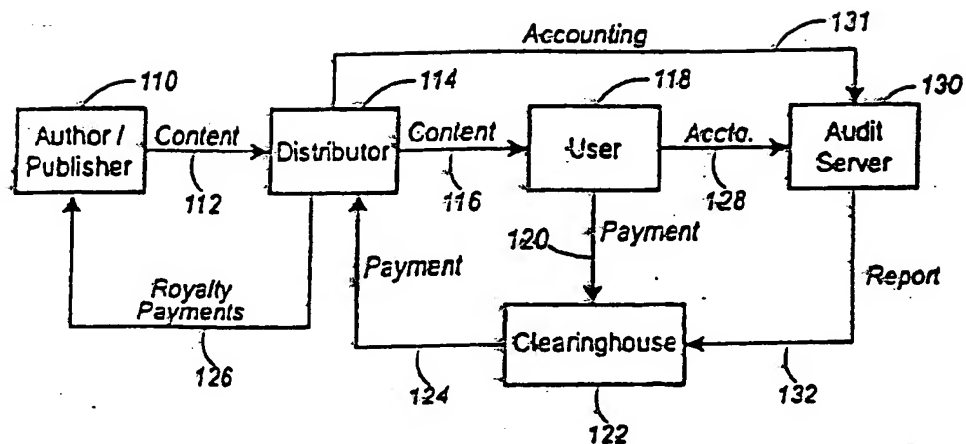 Accounting
131
110
114
118
130
Author /
Publisher
Content
112
Distributor
Content
116
User
Accta.
128
Audit
Server
120
Payment
Payment
Report
Royalty
Payments
126
124
Clearinghouse
122
132